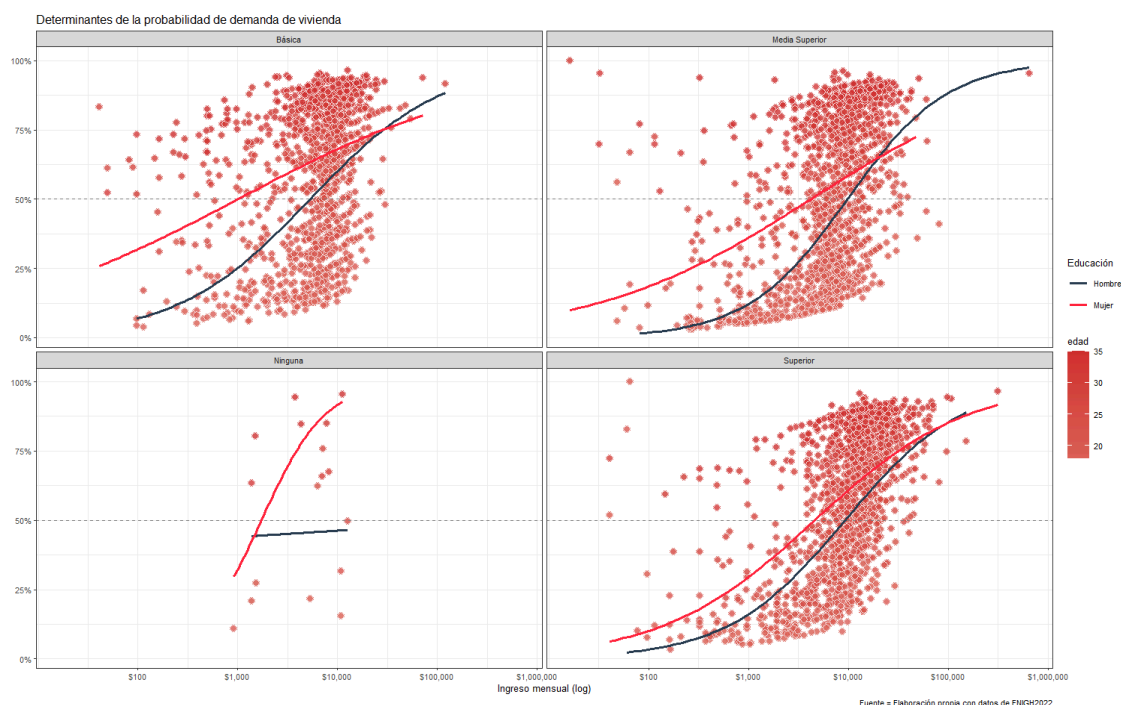 Determinantes de la probabilidad de demanda de vivienda
Básica
Media Superior
100%
75%
50%
25%
0%
Ninguna
Superior
100%
75%
50%
25%
0%
$100
$1,000
$10,000
$100,000
$1,000,000
$100
$1,000
$10,000
$100,000
$1,000,000
Ingreso mensual (log)
Educación
Hombre
Mujer
edad
35
30
25
20
Fuente = Elaboración propia con datos de ENIGH2022